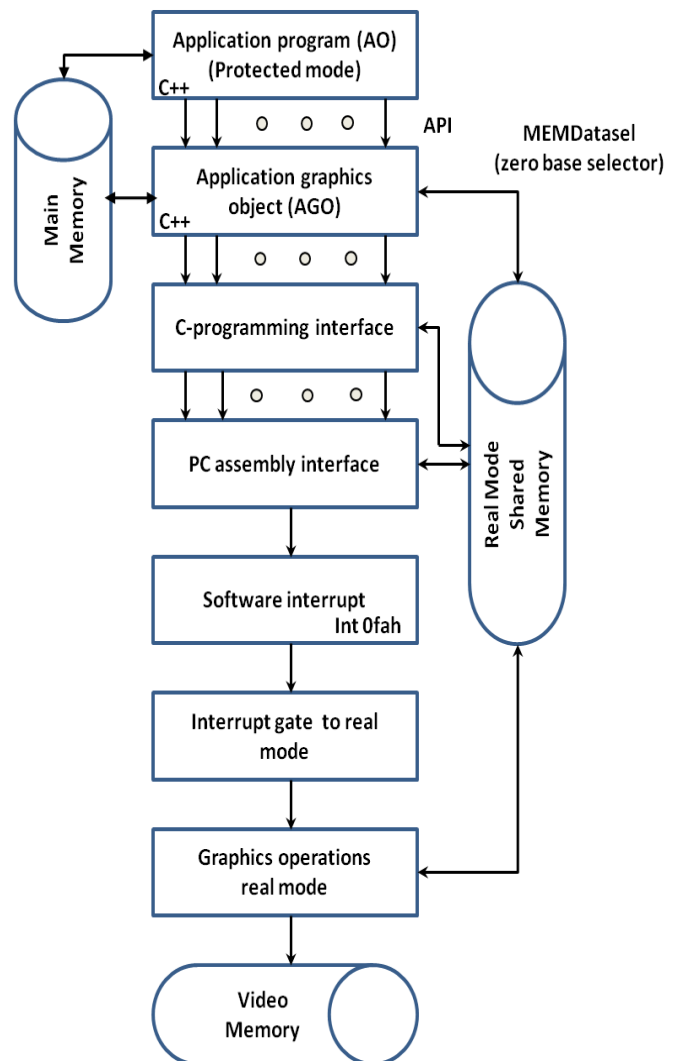 Application program (AO)
(Protected mode)
C++
API
MEMDatasel
(zero base selector)
Main
Memory
Application graphics
object (AGO)
C++
C-programming interface
PC assembly interface
Real Mode
Shared
Memory
Software interrupt
Int 0fah
Interrupt gate to real
mode
Graphics operations
real mode
Video
Memory